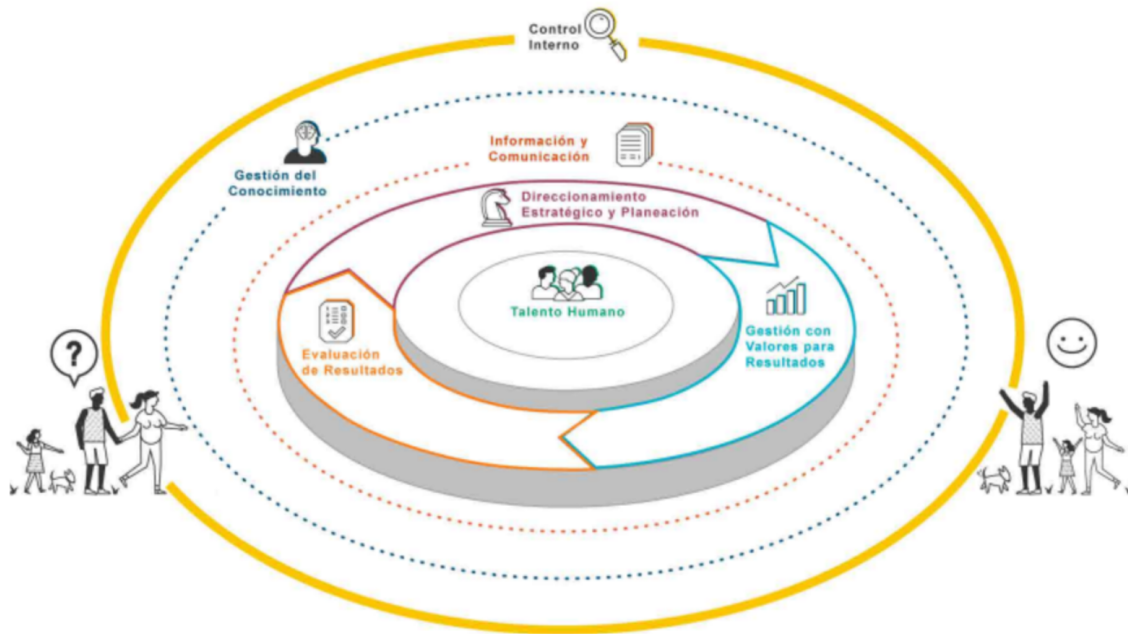 Control
Interno
Gestión del
Conocimiento
Información y
Comunicación
Direccionamiento
Estratégico y Planeación
Talento Humano
Gestión con
Valores para
Resultados
Evaluación
de Resultados
?